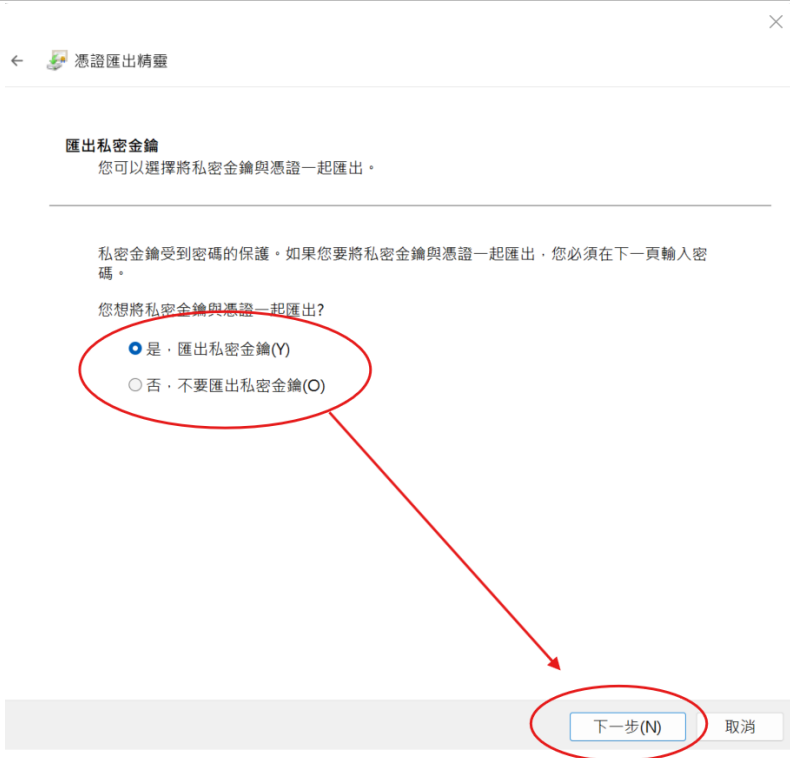 憑證匯出精靈
匯出私密金鑰
您可以選擇將私密金鑰與憑證一起匯出。
私密金鑰受到密碼的保護。如果您要將私密金鑰與憑證一起匯出，您必須在下一頁輸入密
碼。
您想將私密金鑰與憑證一起匯出?
是，匯出私密金鑰(Y)
否，不要匯出私密金鑰(O)
下一步(N) 取消